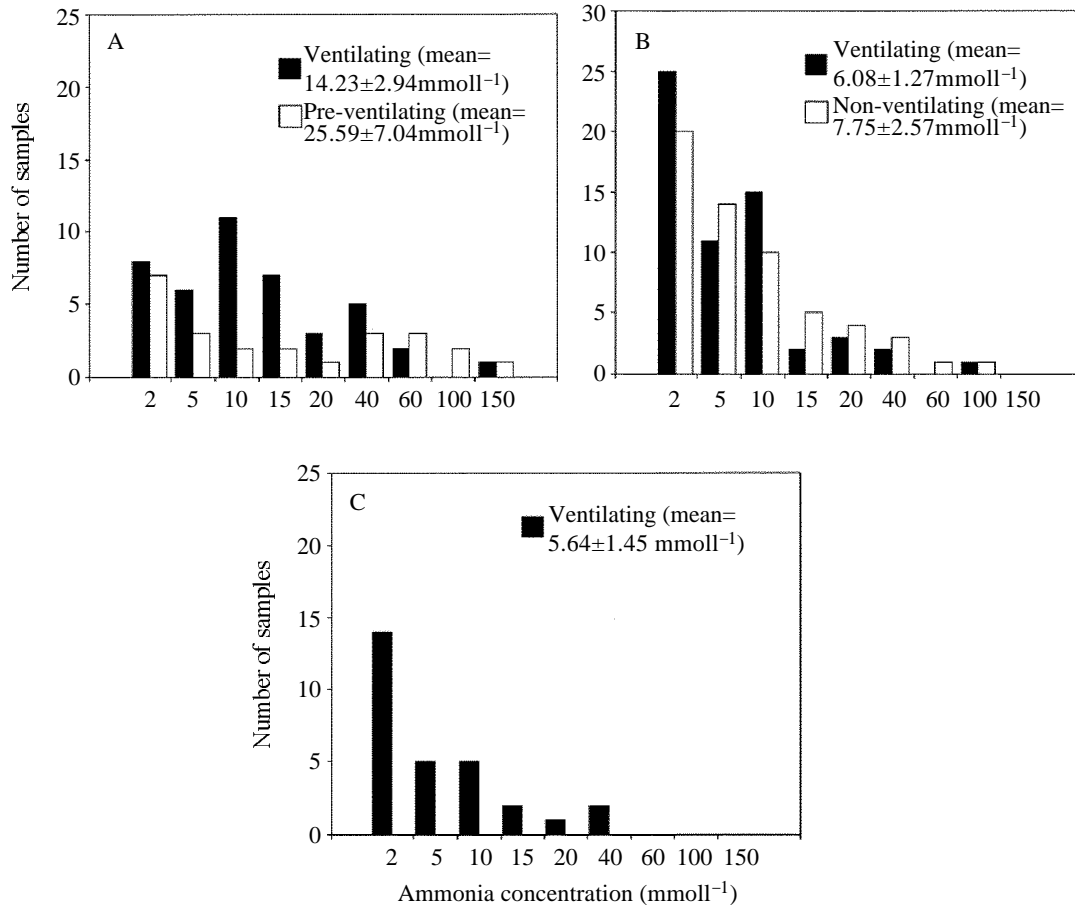 A
Ventilating (mean=
14.23±2.94mmoll⁻¹)
Pre-ventilating (mean=
25.59±7.04mmoll⁻¹)
Number of samples
25
20
15
10
5
0
2 5 10 15 20 40 60 100 150
B
Ventilating (mean=
6.08±1.27mmoll⁻¹)
Non-ventilating (mean=
7.75±2.57mmoll⁻¹)
30
25
20
15
10
5
0
2 5 10 15 20 40 60 100 150
C
Ventilating (mean=
5.64±1.45 mmoll⁻¹)
Number of samples
25
20
15
10
5
0
2 5 10 15 20 40 60 100 150
Ammonia concentration (mmoll⁻¹)